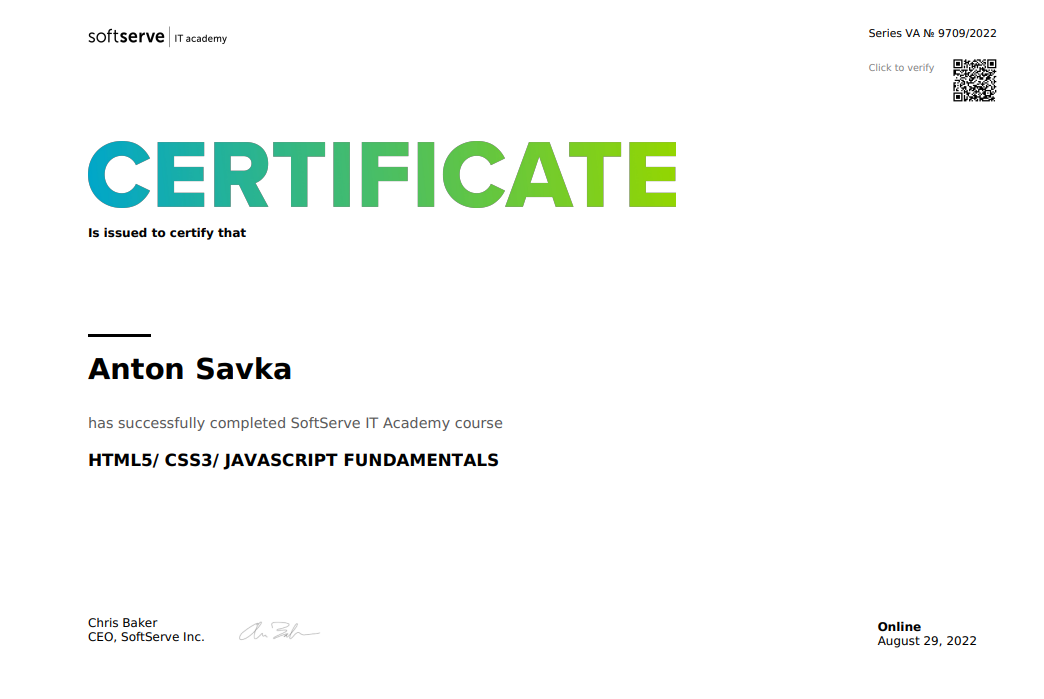 softserve | IT academy
Series VA № 9709/2022
Click to verify
CERTIFICATE
Is issued to certify that
Anton Savka
has successfully completed SoftServe IT Academy course
HTML5/ CSS3/ JAVASCRIPT FUNDAMENTALS
Chris Baker
CEO, SoftServe Inc.
Online
August 29, 2022